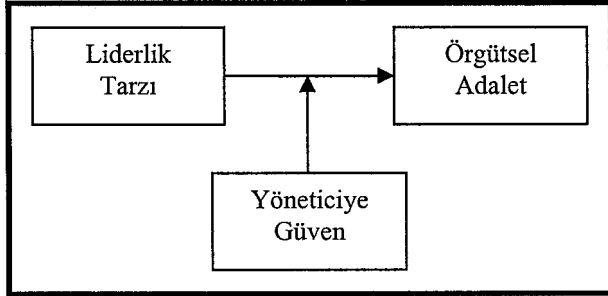 Liderlik
Tarzı
Örgütsel
Adalet
Yöneticiye
Güven